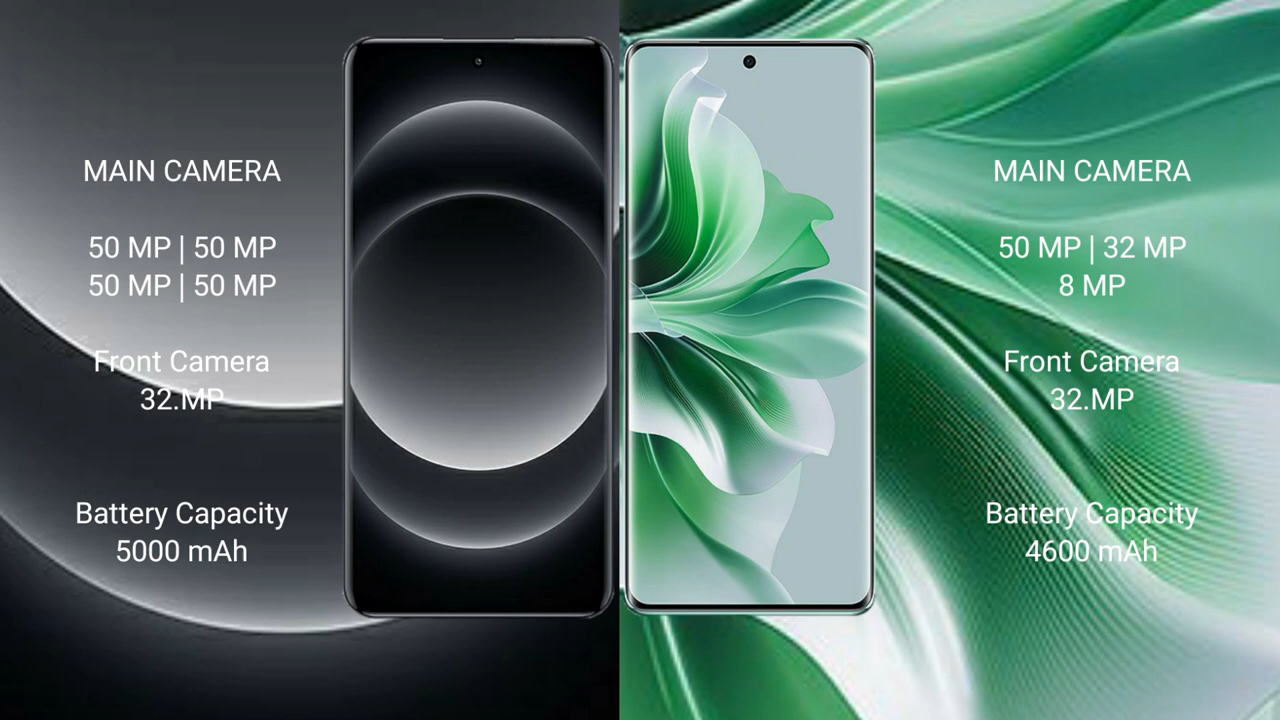 MAIN CAMERA
50 MP | 50 MP
50 MP | 50 MP
Front Camera
32.MP
Battery Capacity
5000 mAh
MAIN CAMERA
50 MP | 32 MP
8 MP
Front Camera
32.MP
Battery Capacity
4600 mAh